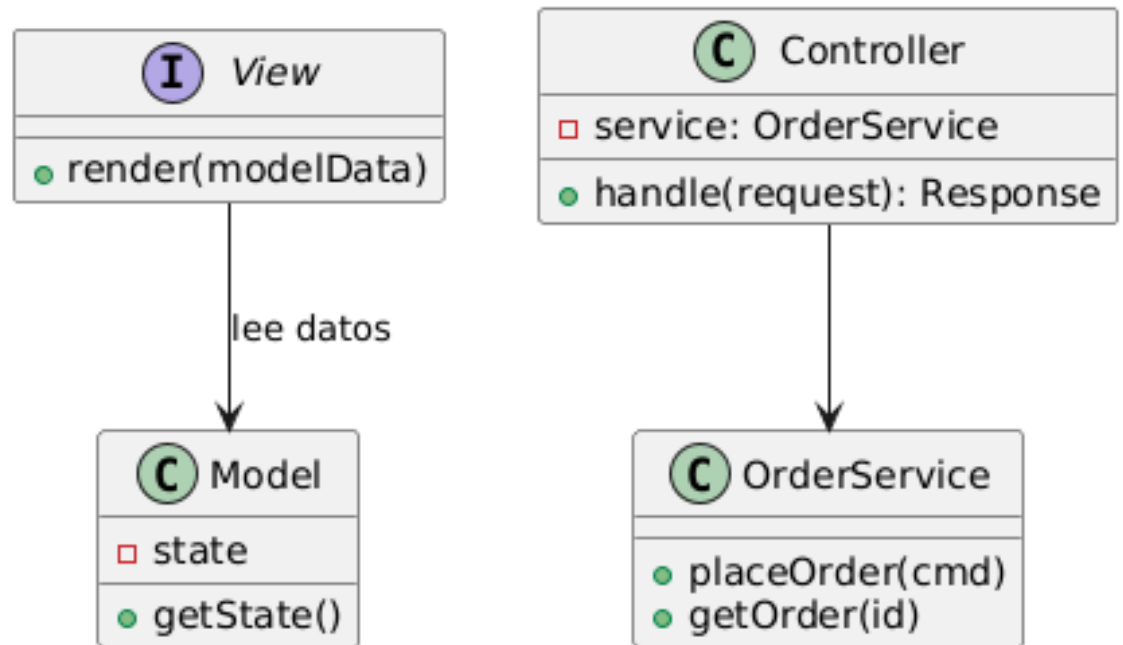 I View
render(modelData)
C Controller
service: OrderService
handle(request): Response
lee datos
C Model
state
getState()
C OrderService
placeOrder(cmd)
getOrder(id)